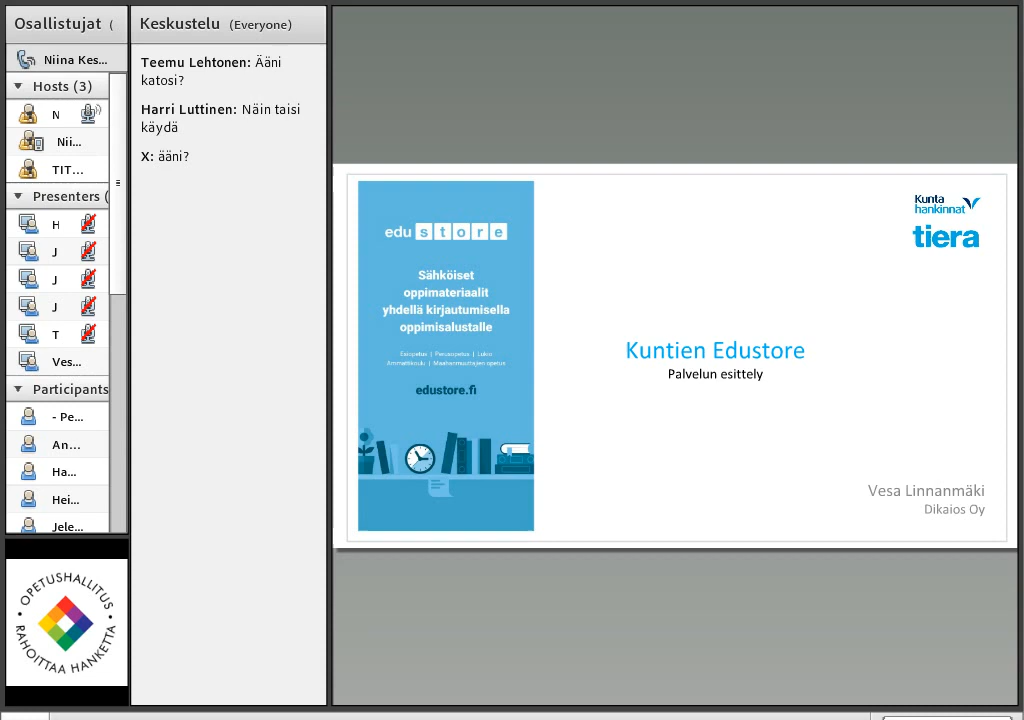 Osallistujat (
Niina Kes...
Hosts (3)
N
Nii...
TIT...
Presenters (
H
J
J
J
T
Ves...
Participants
- Pe...
An...
Ha...
Hei...
Jele...
OPETUSHALLITUS
RAHOITTAA HANKETTA
Keskustelu (Everyone)
Teemu Lehtonen: Ääni
katosi?
Harri Luttinen: Näin taisi
käydä
X: ääni?
edu store
Sähköiset
oppimateriaalit
yhdellä kirjautumisella
oppimisalustalle
Esiopetus | Perusopetus | Lukio
Ammattikoulu | Maahanmuuttajien opetus
edustore.fi
Kunta
hankinnat
tiera
Kuntien Edustore
Palvelun esittely
Vesa Linnanmäki
Dikaios Oy